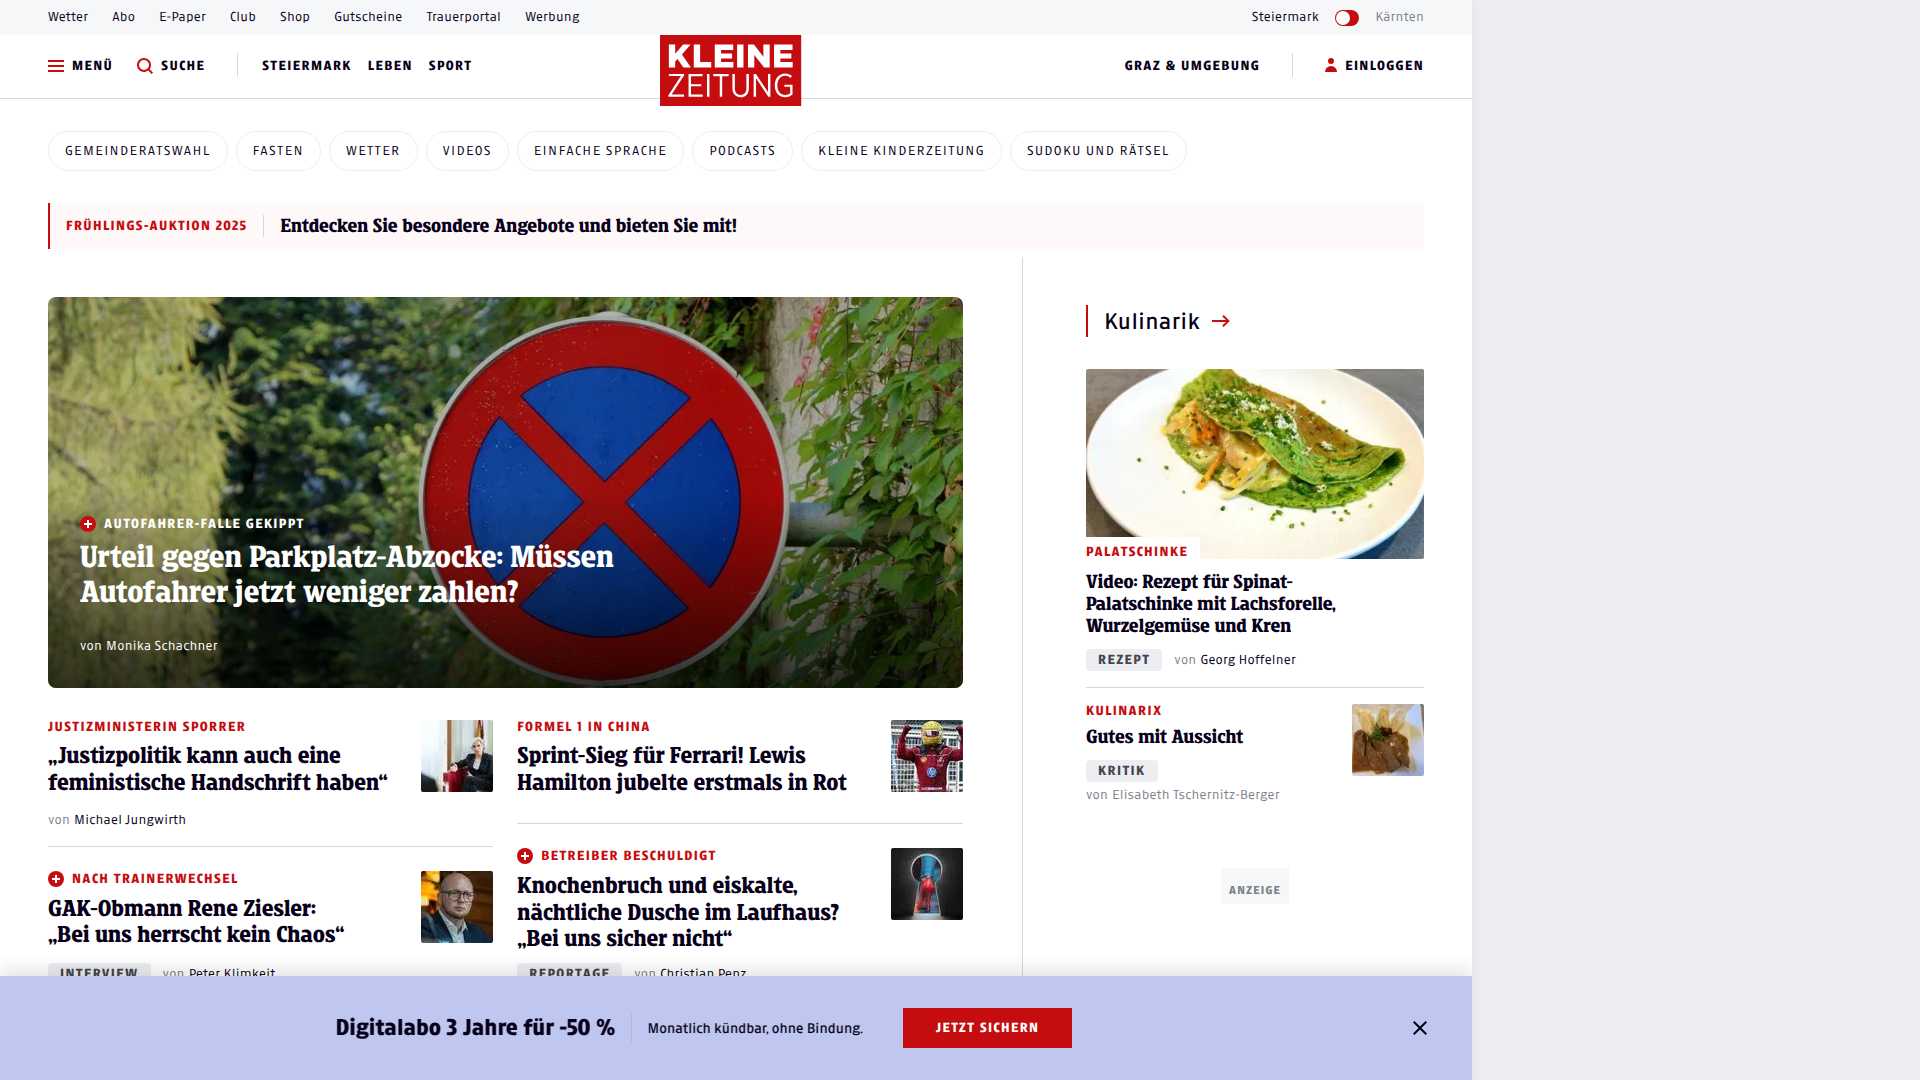 Wetter Abo E-Paper Club Shop Gutscheine Trauerportal Werbung Steiermark Kärnten
MENÜ SUCHE STEIERMARK LEBEN SPORT KLEINE ZEITUNG GRAZ & UMGEBUNG EINLOGGEN
GEMEINDERATSWAHL FASTEN WETTER VIDEOS EINFACHE SPRACHE PODCASTS KLEINE KINDERZEITUNG SUDOKU UND RÄTSEL
FRÜHLINGS-AUKTION 2025 Entdecken Sie besondere Angebote und bieten Sie mit!
AUTOFAHRER-FALLE GEKIPPT
Urteil gegen Parkplatz-Abzocke: Müssen
Autofahrer jetzt weniger zahlen?
von Monika Schachner
JUSTIZMINISTERIN SPORRER
„Justizpolitik kann auch eine
feministische Handschrift haben“
von Michael Jungwirth
NACH TRAINERWECHSEL
GAK-Obmann Rene Ziesler:
„Bei uns herrscht kein Chaos“
INTERVIEW von Peter Klimkeit
FORMEL 1 IN CHINA
Sprint-Sieg für Ferrari! Lewis
Hamilton jubelte erstmals in Rot
BETREIBER BESCHULDIGT
Knochenbruch und eiskalte,
nächtliche Dusche im Laufhaus?
„Bei uns sicher nicht“
REPORTAGE von Christian Penz
Kulinarik
PALATSCHINKE
Video: Rezept für Spinat-
Palatschinke mit Lachsforelle,
Wurzelgemüse und Kren
REZEPT von Georg Hoffelner
KULINARIX
Gutes mit Aussicht
KRITIK
von Elisabeth Tschernitz-Berger
ANZEIGE
Digitalabo 3 Jahre für -50 % Monatlich kündbar, ohne Bindung. JETZT SICHERN